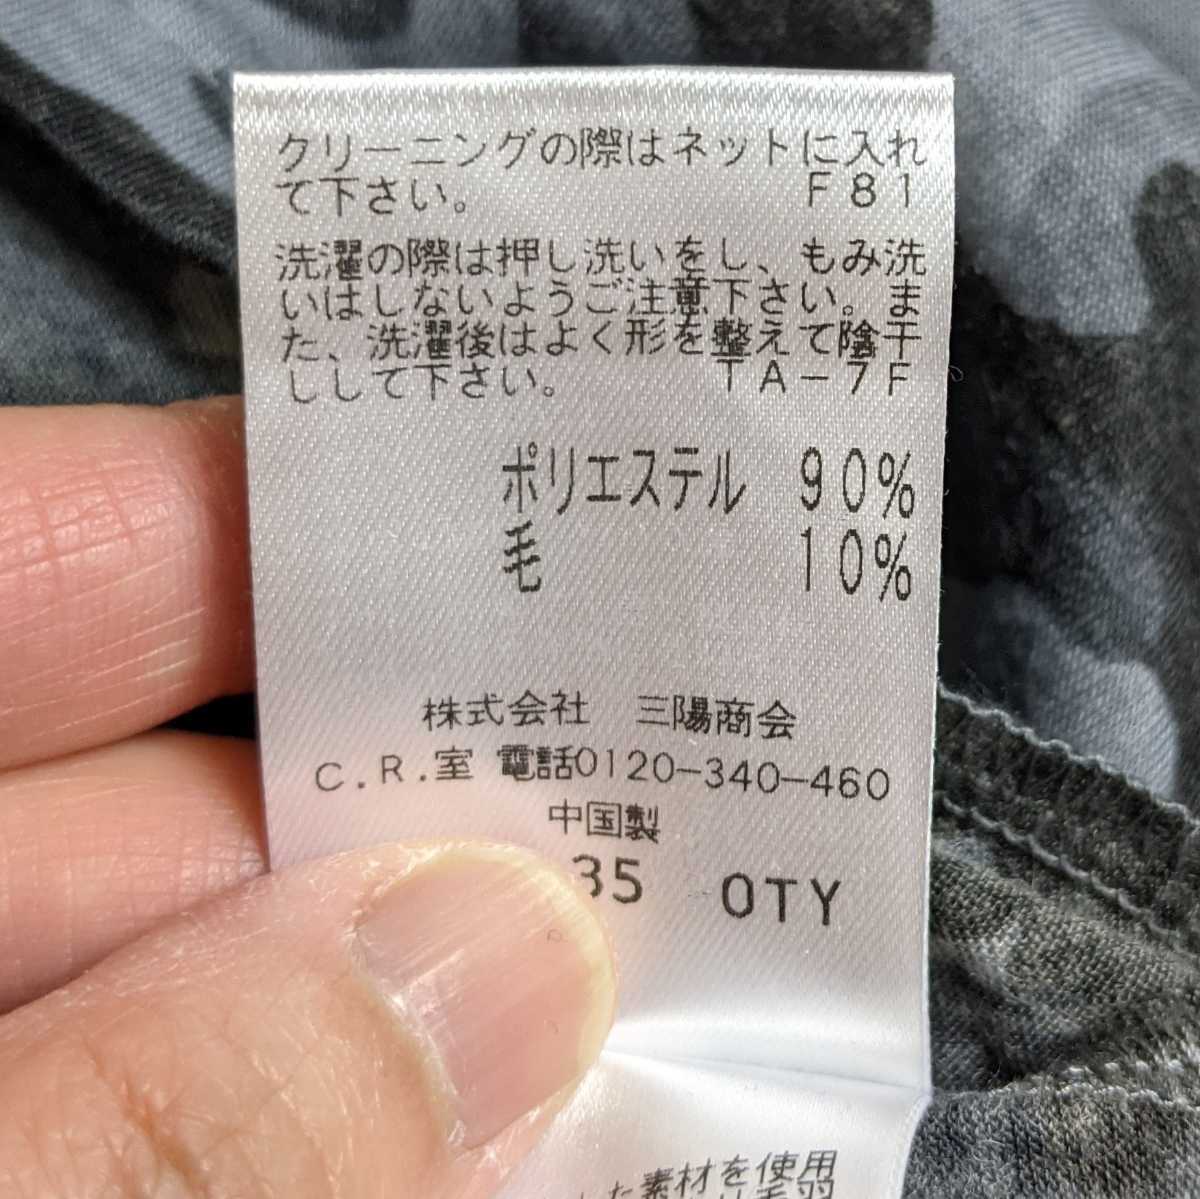 クリーニングの際はネットに入れ
て下さい。 F81
洗濯の際は押し洗いをし、もみ洗
いはしないようご注意下さい。ま
た、洗濯後はよく形を整えて陰干
しして下さい。 TA-7F
ポリエステル 90%
毛 10%
株式会社 三陽商会
C.R.室 電話0120-340-460
中国製
35 OTY
した素材を使用